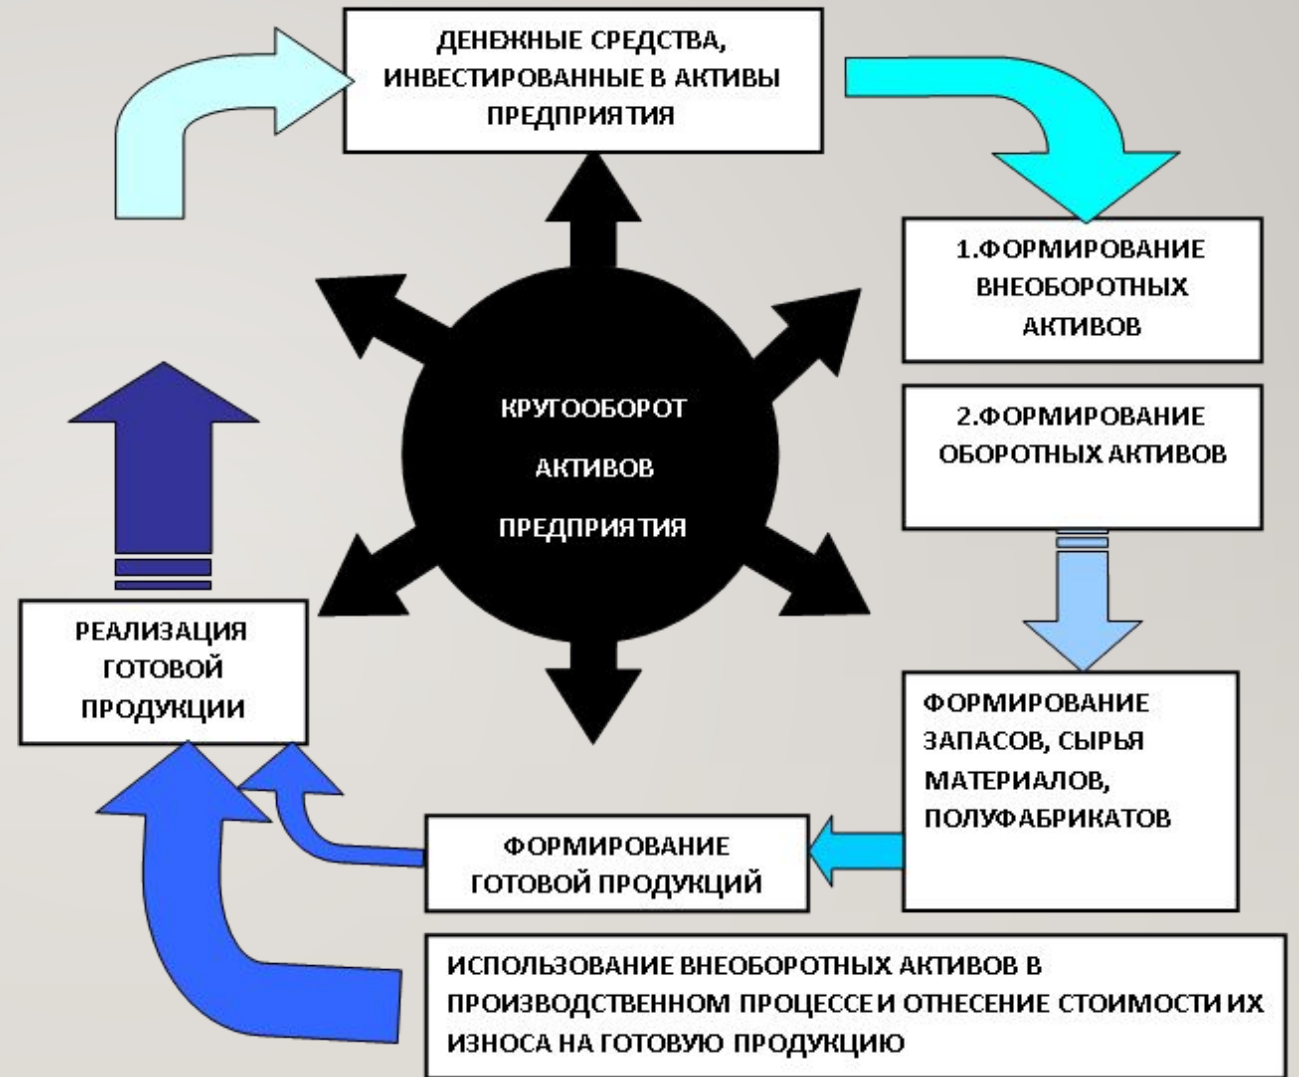 ДЕНЕЖНЫЕ СРЕДСТВА,
ИНВЕСТИРОВАННЫЕ В АКТИВЫ
ПРЕДПРИЯТИЯ
1.ФОРМИРОВАНИЕ
ВНЕОБОРОТНЫХ
АКТИВОВ
2.ФОРМИРОВАНИЕ
ОБОРОТНЫХ АКТИВОВ
КРУГООБОРОТ
АКТИВОВ
ПРЕДПРИЯТИЯ
РЕАЛИЗАЦИЯ
ГОТОВОЙ
ПРОДУКЦИИ
ФОРМИРОВАНИЕ
ЗАПАСОВ, СЫРЬЯ
МАТЕРИАЛОВ,
ПОЛУФАБРИКАТОВ
ФОРМИРОВАНИЕ
ГОТОВОЙ ПРОДУКЦИЙ
ИСПОЛЬЗОВАНИЕ ВНЕОБОРОТНЫХ АКТИВОВ В
ПРОИЗВОДСТВЕННОМ ПРОЦЕССЕ И ОТНЕСЕНИЕ СТОИМОСТИ ИХ
ИЗНОСА НА ГОТОВУЮ ПРОДУКЦИЮ